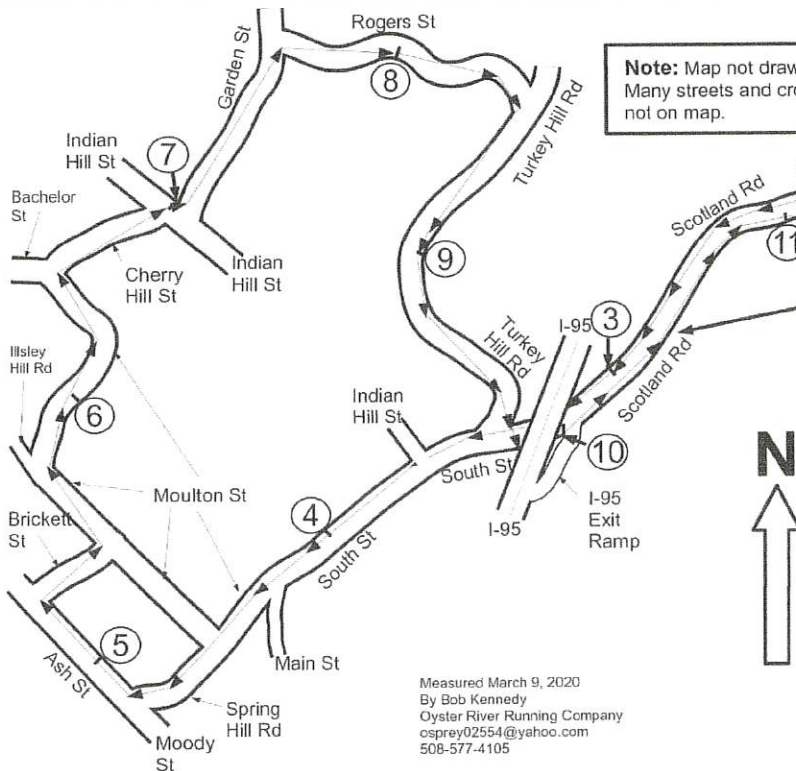 Rogers St
Garden St
8
Note: Map not draw
Many streets and cro
not on map.
Turkey Hill Rd
Indian
Hill St
7
Bachelor
St
Scotland Rd
11
Cherry
Hill St
Indian
Hill St
9
Turkey
Hill Rd
I-95
3
Scotland Rd
Illsley
Hill Rd
Indian
Hill St
6
10
South St
N
Moulton St
4
I-95
I-95
Exit
Ramp
Brickett
St
South St
5
Ash St
Main St
Spring
Hill Rd
Moody
St
Measured March 9, 2020
By Bob Kennedy
Oyster River Running Company
osprey02554@yahoo.com
508-577-4105